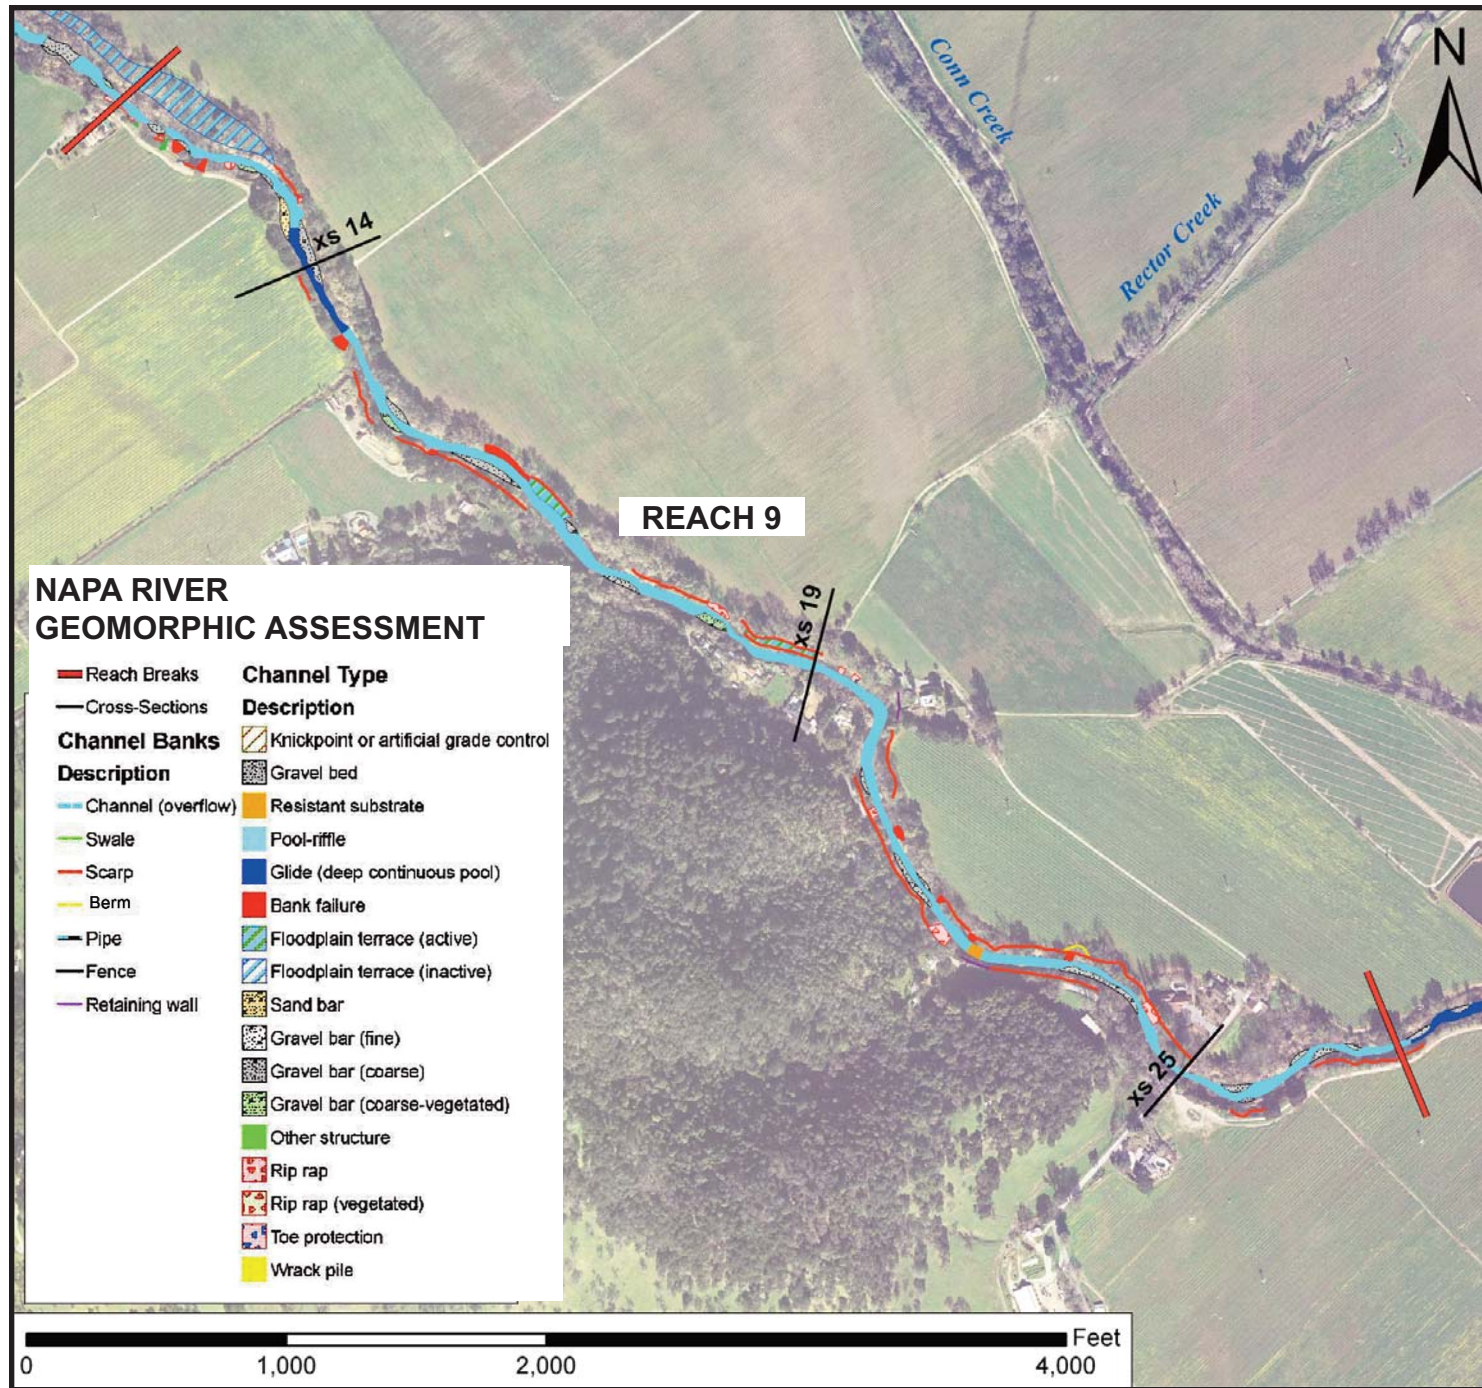 N
Conn Creek
Rector Creek
xs 14
REACH 9
xs 19
xs 25
NAPA RIVER
GEOMORPHIC ASSESSMENT
Reach Breaks
Cross-Sections
Channel Banks
Description
Channel (overflow)
Swale
Scarp
Berm
Pipe
Fence
Retaining wall
Channel Type
Description
Knickpoint or artificial grade control
Gravel bed
Resistant substrate
Pool-riffle
Glide (deep continuous pool)
Bank failure
Floodplain terrace (active)
Floodplain terrace (inactive)
Sand bar
Gravel bar (fine)
Gravel bar (coarse)
Gravel bar (coarse-vegetated)
Other structure
Rip rap
Rip rap (vegetated)
Toe protection
Wrack pile
Feet
0 1,000 2,000 4,000